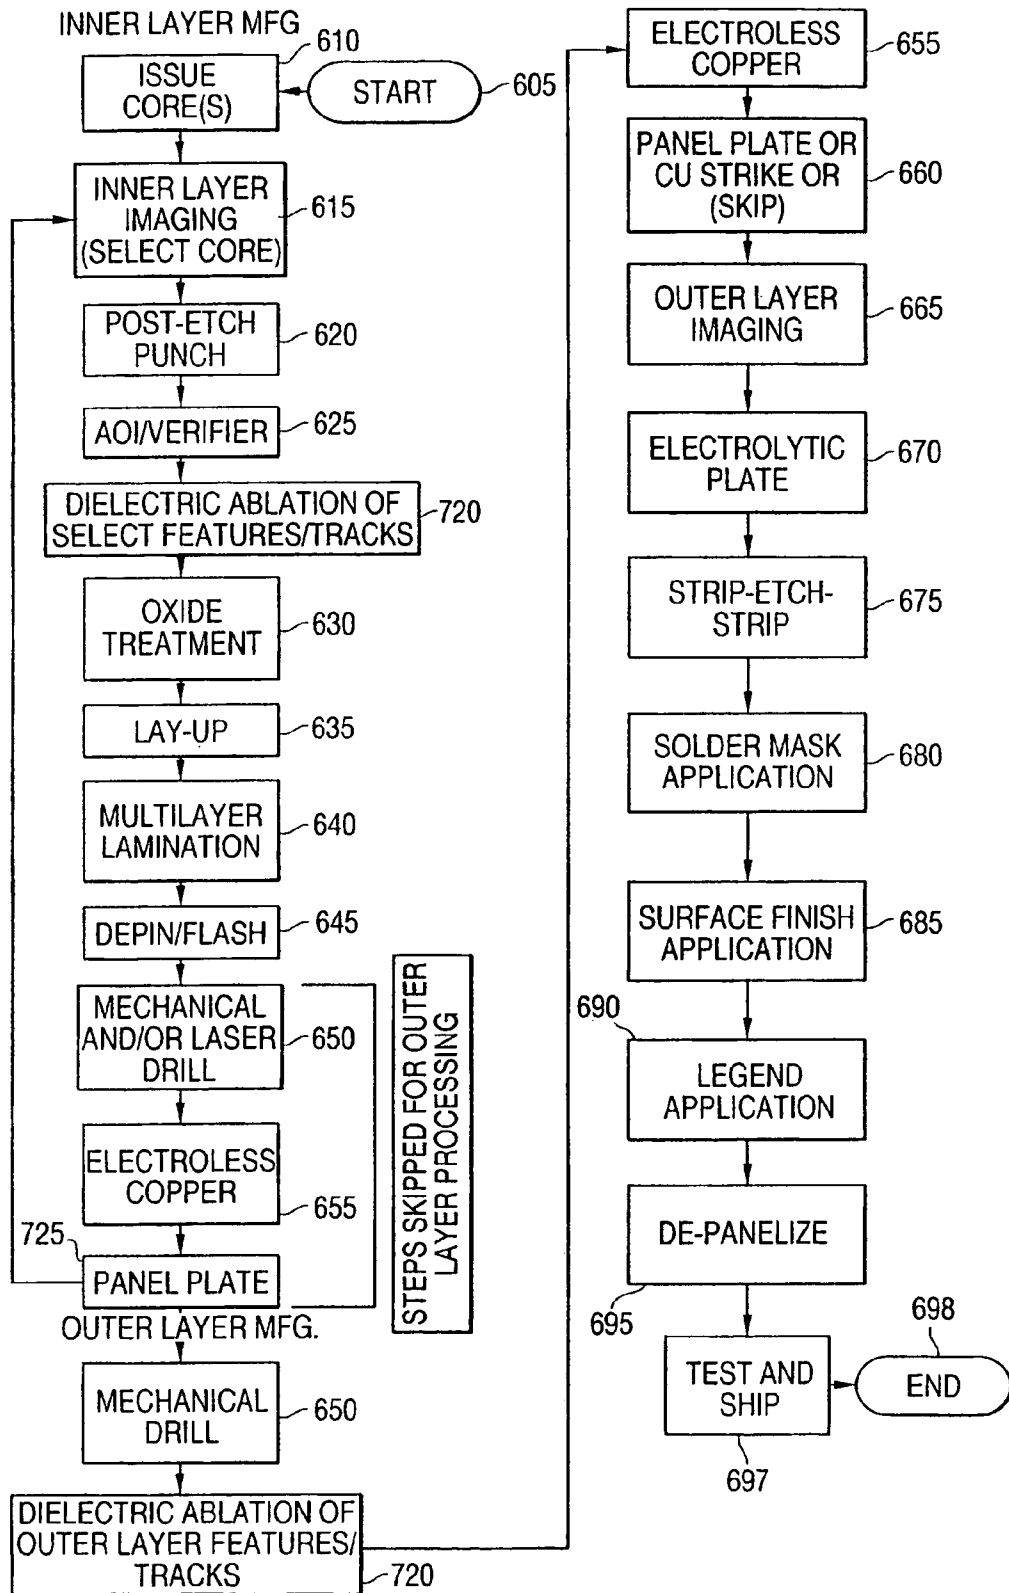 INNER LAYER MFG
610
ISSUE
CORE(S)
START
605
INNER LAYER
IMAGING
(SELECT CORE)
615
POST-ETCH
PUNCH
620
AOI/VERIFIER
625
DIELECTRIC ABLATION OF
SELECT FEATURES/TRACKS
720
OXIDE
TREATMENT
630
LAY-UP
635
MULTILAYER
LAMINATION
640
DEPIN/FLASH
645
MECHANICAL
AND/OR LASER
DRILL
650
ELECTROLESS
COPPER
655
725
PANEL PLATE
STEPS SKIPPED FOR OUTER
LAYER PROCESSING
OUTER LAYER MFG.
MECHANICAL
DRILL
650
DIELECTRIC ABLATION OF
OUTER LAYER FEATURES/
TRACKS
720
ELECTROLESS
COPPER
655
PANEL PLATE OR
CU STRIKE OR
(SKIP)
660
OUTER LAYER
IMAGING
665
ELECTROLYTIC
PLATE
670
STRIP-ETCH-
STRIP
675
SOLDER MASK
APPLICATION
680
SURFACE FINISH
APPLICATION
685
690
LEGEND
APPLICATION
DE-PANELIZE
695
TEST AND
SHIP
697
698
END